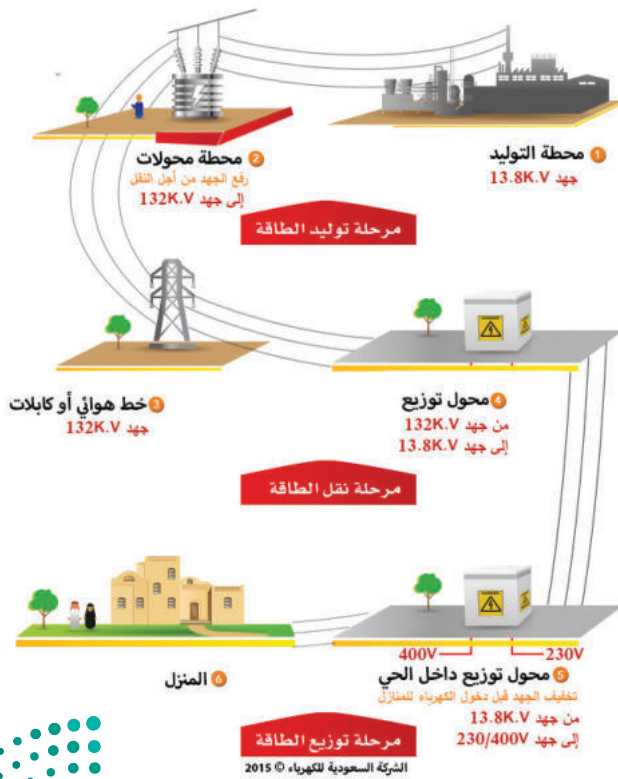 1 محطة التوليد
جهد 13.8K.V
2 محطة محولات
رفع الجهد من أجل النقل
إلى جهد 132K.V
مرحلة توليد الطاقة
3 خط هوائي أو كابلات
جهد 132K.V
4 محول توزيع
من جهد 132K.V
إلى جهد 13.8K.V
مرحلة نقل الطاقة
400V
230V
5 محول توزيع داخل الحي
تخفيف الجهد قبل دخول الكهرباء للمنازل
من جهد 13.8K.V
إلى جهد 230/400V
6 المنزل
مرحلة توزيع الطاقة
الشركة السعودية للكهرباء © 2015